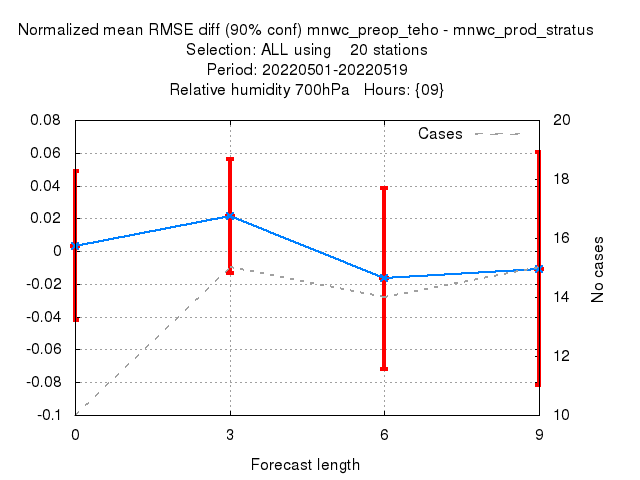 Normalized mean RMSE diff (90% conf) mnwc_preop_teho - mnwc_prod_stratus
Selection: ALL using    20 stations
Period: 20220501-20220519
Relative humidity 700hPa   Hours: {09}
Cases
0.08
0.06
0.04
0.02
0
-0.02
-0.04
-0.06
-0.08
-0.1
20
18
16
14
12
10
No cases
0 3 6 9
Forecast length